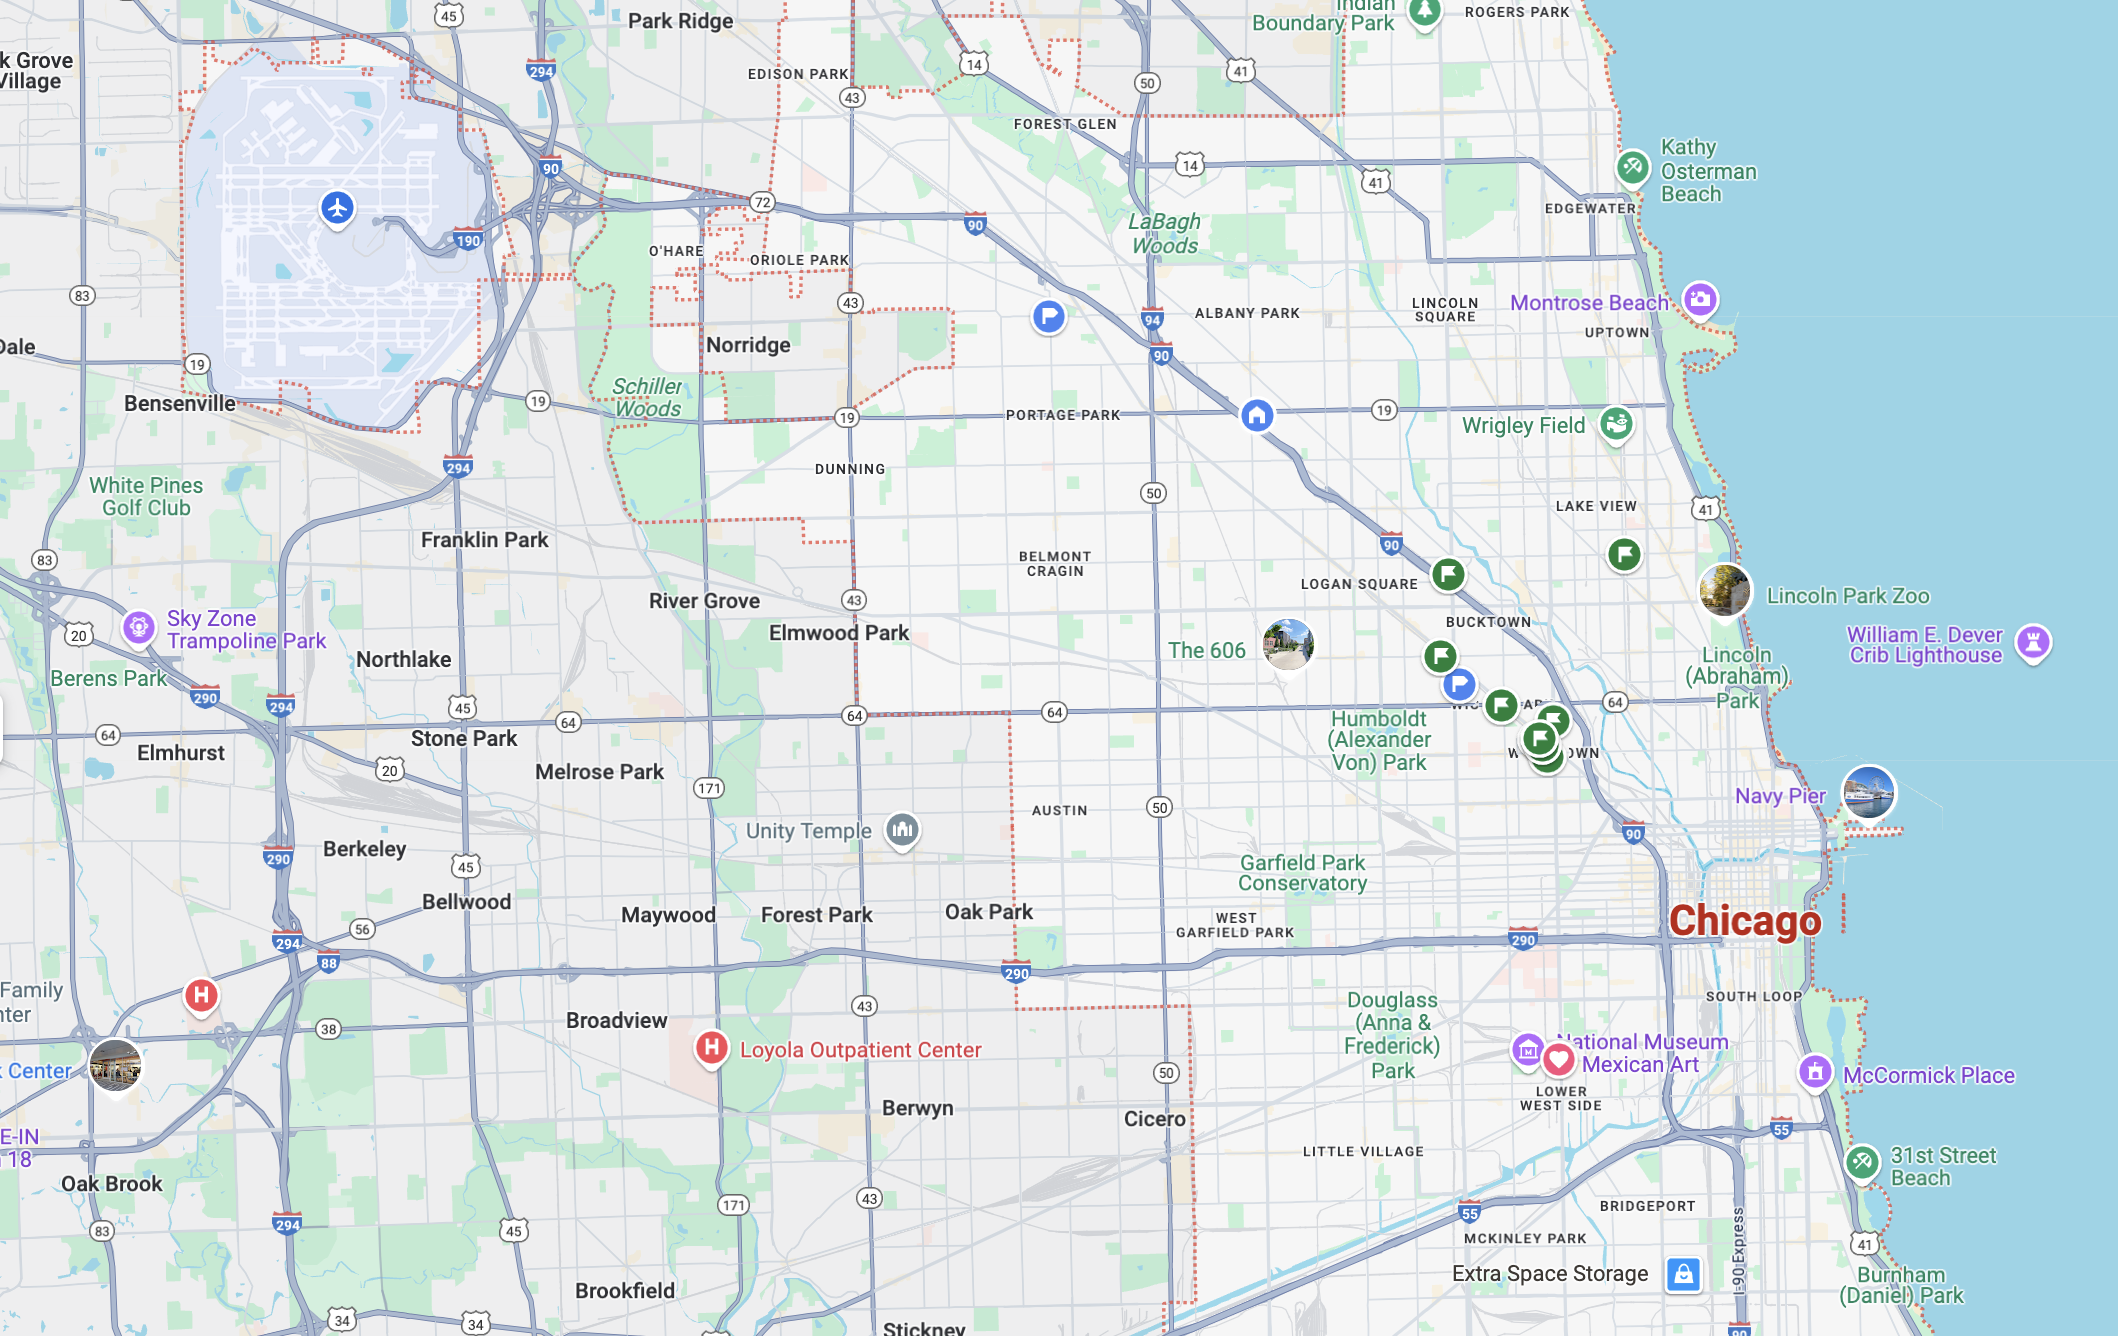 45
Park Ridge
Indian
Boundary Park
ROGERS PARK
k Grove
Village
294
EDISON PARK
14
43
50
41
FOREST GLEN
90
14
41
Kathy
Osterman
Beach
72
EDGEWATER
190
90
LaBagh
Woods
O'HARE
ORIOLE PARK
83
43
94
ALBANY PARK
LINCOLN
SQUARE
Montrose Beach
UPTOWN
Dale
19
Norridge
90
Bensenville
19
Schiller
Woods
19
PORTAGE PARK
19
Wrigley Field
294
DUNNING
White Pines
Golf Club
50
LAKE VIEW
41
Franklin Park
90
83
BELMONT
CRAGIN
LOGAN SQUARE
River Grove
43
Lincoln Park Zoo
20
Sky Zone
Trampoline Park
Elmwood Park
BUCKTOWN
William E. Dever
Crib Lighthouse
Northlake
The 606
Lincoln
(Abraham)
Park
Berens Park
290
294
45
64
64
64
64
64
64
Elmhurst
Stone Park
Humboldt
(Alexander
Von) Park
20
Melrose Park
171
AUSTIN
50
Navy Pier
Unity Temple
90
Berkeley
290
45
Garfield Park
Conservatory
Bellwood
Maywood
Forest Park
Oak Park
WEST
GARFIELD PARK
Chicago
56
294
88
290
290
Family
nter
H
43
Douglass
(Anna &
Frederick)
Park
SOUTH LOOP
38
Broadview
H
Loyola Outpatient Center
National Museum
Mexican Art
k Center
50
McCormick Place
Berwyn
Cicero
LOWER
WEST SIDE
E-IN
18
LITTLE VILLAGE
55
31st Street
Beach
Oak Brook
83
294
45
171
43
55
BRIDGEPORT
MCKINLEY PARK
I-90 Express
41
Extra Space Storage
Burnham
(Daniel) Park
Brookfield
34
34
Stickney
90